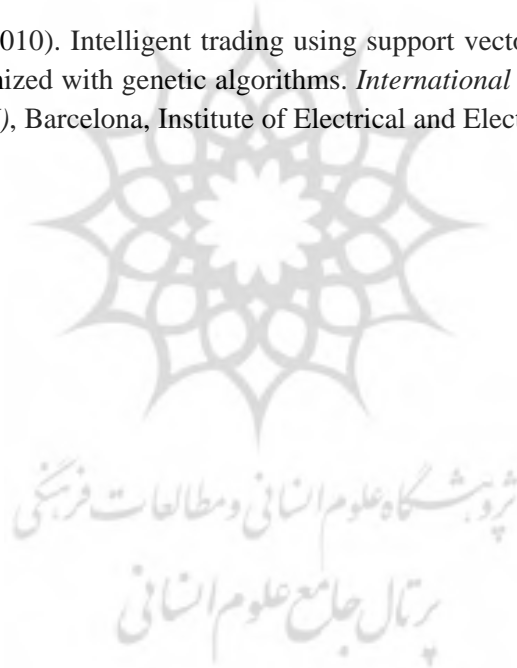 010). Intelligent trading using support vecto
nized with genetic algorithms. International
), Barcelona, Institute of Electrical and Elect
پژوهشگاه علوم انسانی و مطالعات فرهنگی
پرتال جامع علوم انسانی